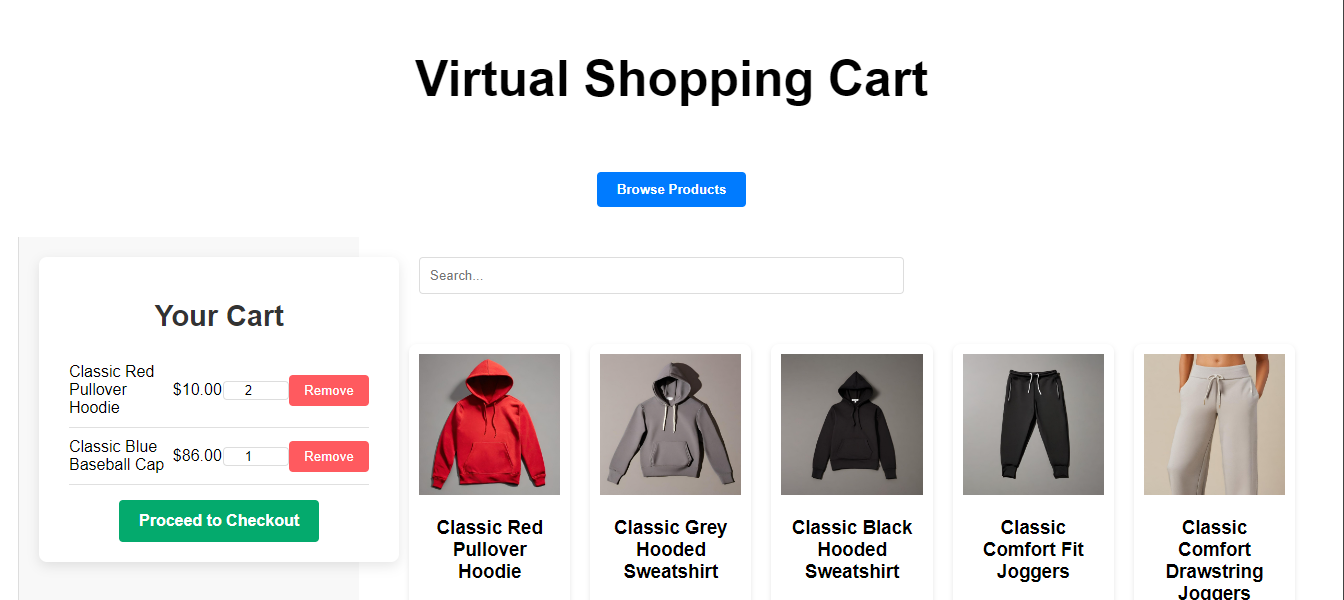 Virtual Shopping Cart
Browse Products
Your Cart
Classic Red
Pullover
Hoodie
$10.00
2
Remove
Classic Blue
Baseball Cap
$86.00
1
Remove
Proceed to Checkout
Search...
Classic Red
Pullover
Hoodie
Classic Grey
Hooded
Sweatshirt
Classic Black
Hooded
Sweatshirt
Classic
Comfort Fit
Joggers
Classic
Comfort
Drawstring
Joggers